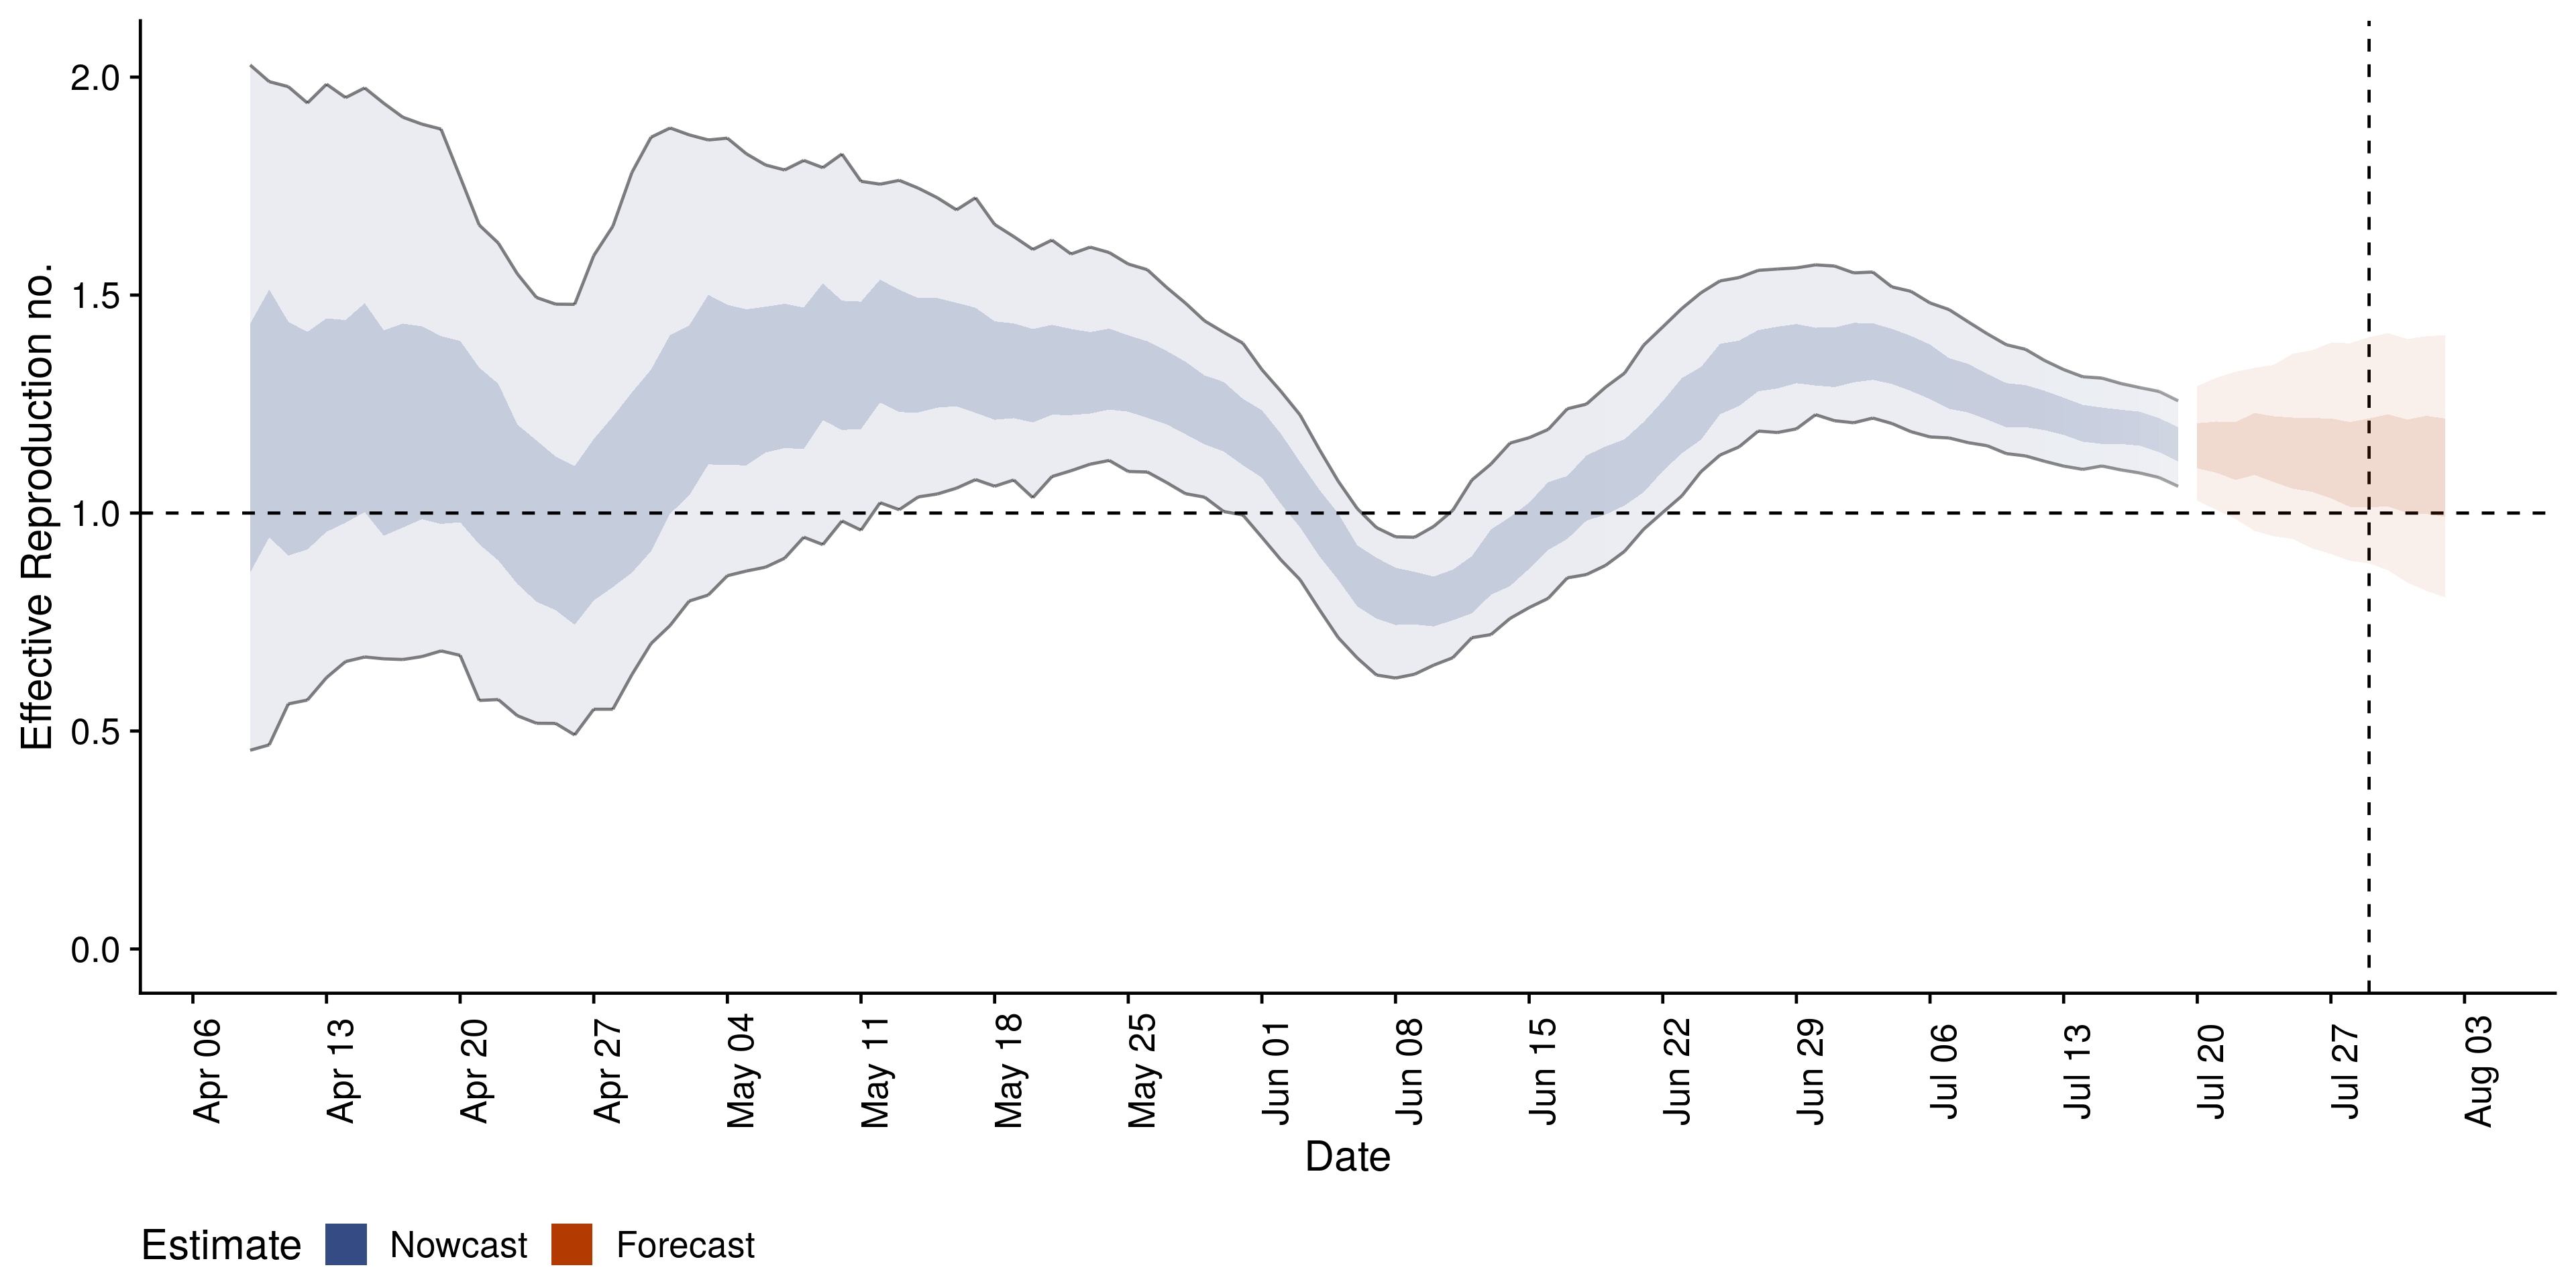 Effective Reproduction no.
2.0
1.5
1.0
0.5
0.0
Apr 06
Apr 13
Apr 20
Apr 27
May 04
May 11
May 18
May 25
Jun 01
Jun 08
Jun 15
Jun 22
Jun 29
Jul 06
Jul 13
Jul 20
Jul 27
Aug 03
Date
Estimate Nowcast Forecast